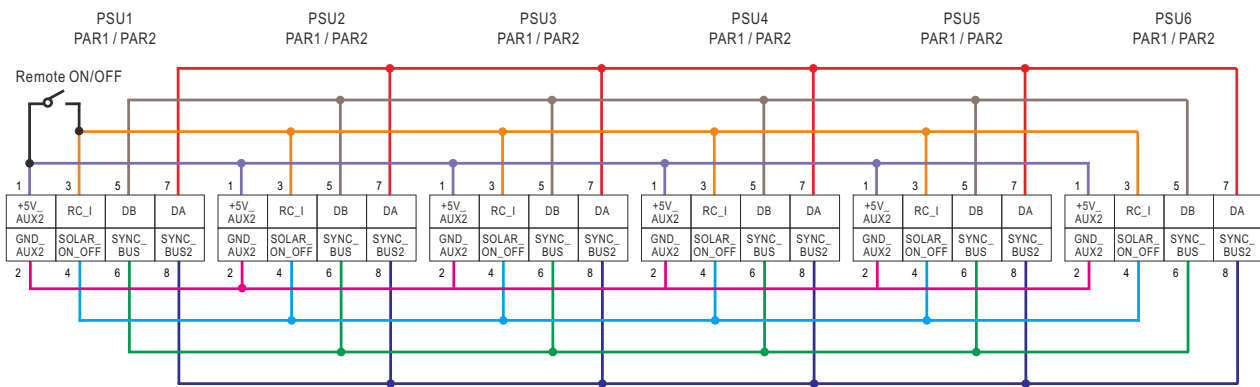 PSU1 PSU2 PSU3 PSU4 PSU5 PSU6
PAR1 / PAR2 PAR1 / PAR2 PAR1 / PAR2 PAR1 / PAR2 PAR1 / PAR2 PAR1 / PAR2
Remote ON/OFF
1 3 5 7 1 3 5 7 1 3 5 7 1 3 5 7 1 3 5 7 1 3 5 7
+5V_ RC_I DB DA +5V_ RC_I DB DA +5V_ RC_I DB DA +5V_ RC_I DB DA +5V_ RC_I DB DA +5V_ RC_I DB DA
AUX2 AUX2 AUX2 AUX2 AUX2 AUX2
GND_ SOLAR_ SYNC_ SYNC_ GND_ SOLAR_ SYNC_ SYNC_ GND_ SOLAR_ SYNC_ SYNC_ GND_ SOLAR_ SYNC_ SYNC_ GND_ SOLAR_ SYNC_ SYNC_ GND_ SOLAR_ SYNC_ SYNC_
AUX2 ON_OFF BUS BUS2 AUX2 ON_OFF BUS BUS2 AUX2 ON_OFF BUS BUS2 AUX2 ON_OFF BUS BUS2 AUX2 ON_OFF BUS BUS2 AUX2 ON_OFF BUS BUS2
2 4 6 8 2 4 6 8 2 4 6 8 2 4 6 8 2 4 6 8 2 4 6 8